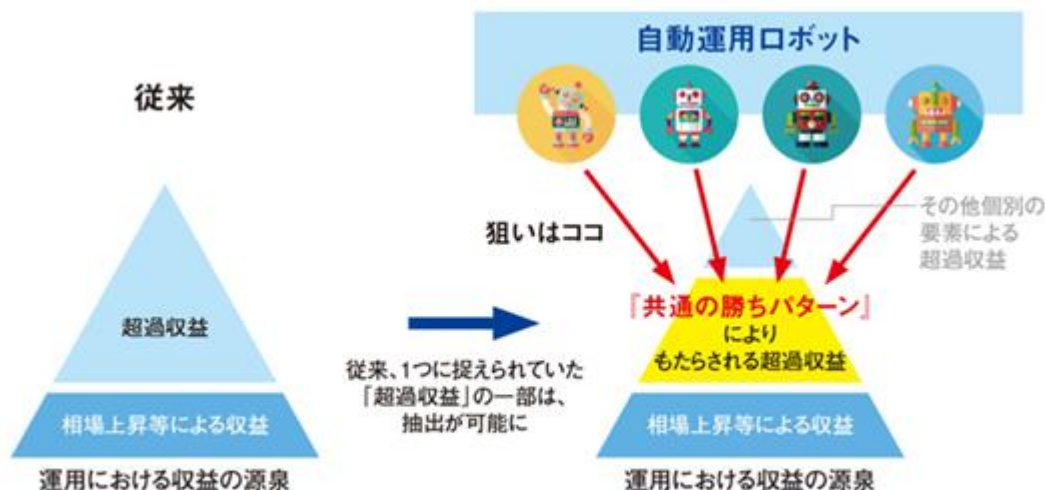 自動運用ロボット
従来
狙いはココ
その他個別の
要素による
超過収益
超過収益
『共通の勝ちパターン』
により
もたらされる超過収益
従来、1つに捉えられていた
『超過収益』の一部は、
抽出が可能に
相場上昇等による収益
相場上昇等による収益
運用における収益の源泉
運用における収益の源泉